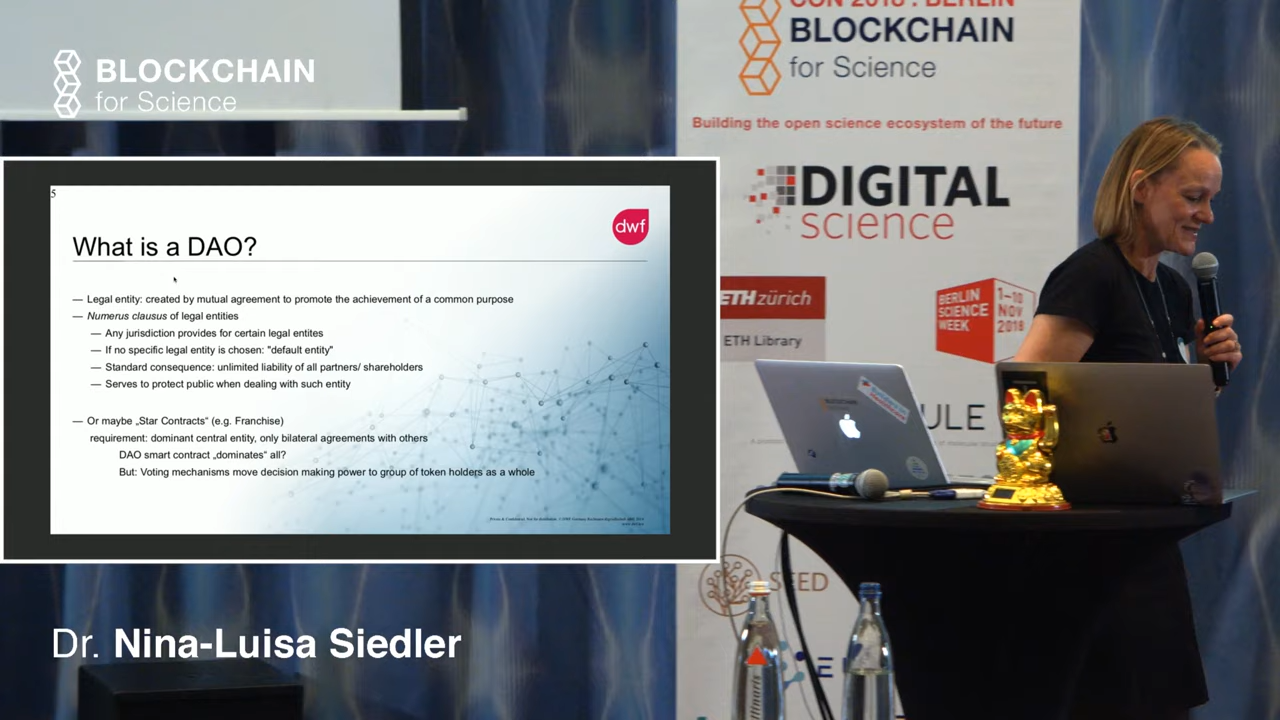 BLOCKCHAIN
for Science
5
dwf
What is a DAO?
— Legal entity: created by mutual agreement to promote the achievement of a common purpose
— Numerus clausus of legal entities
— Any jurisdiction provides for certain legal entites
— If no specific legal entity is chosen: "default entity"
— Standard consequence: unlimited liability of all partners/ shareholders
— Serves to protect public when dealing with such entity
— Or maybe „Star Contracts“ (e.g. Franchise)
requirement: dominant central entity, only bilateral agreements with others
DAO smart contract „dominates“ all?
But: Voting mechanisms move decision making power to group of token holders as a whole
Dr. Nina-Luisa Siedler
CON 2018 : BERLIN
BLOCKCHAIN
for Science
Building the open science ecosystem of the future
DIGITAL
science
ETH zürich
ETH Library
BERLIN
SCIENCE
WEEK
1–10
NOV
2018
ULE
SEED